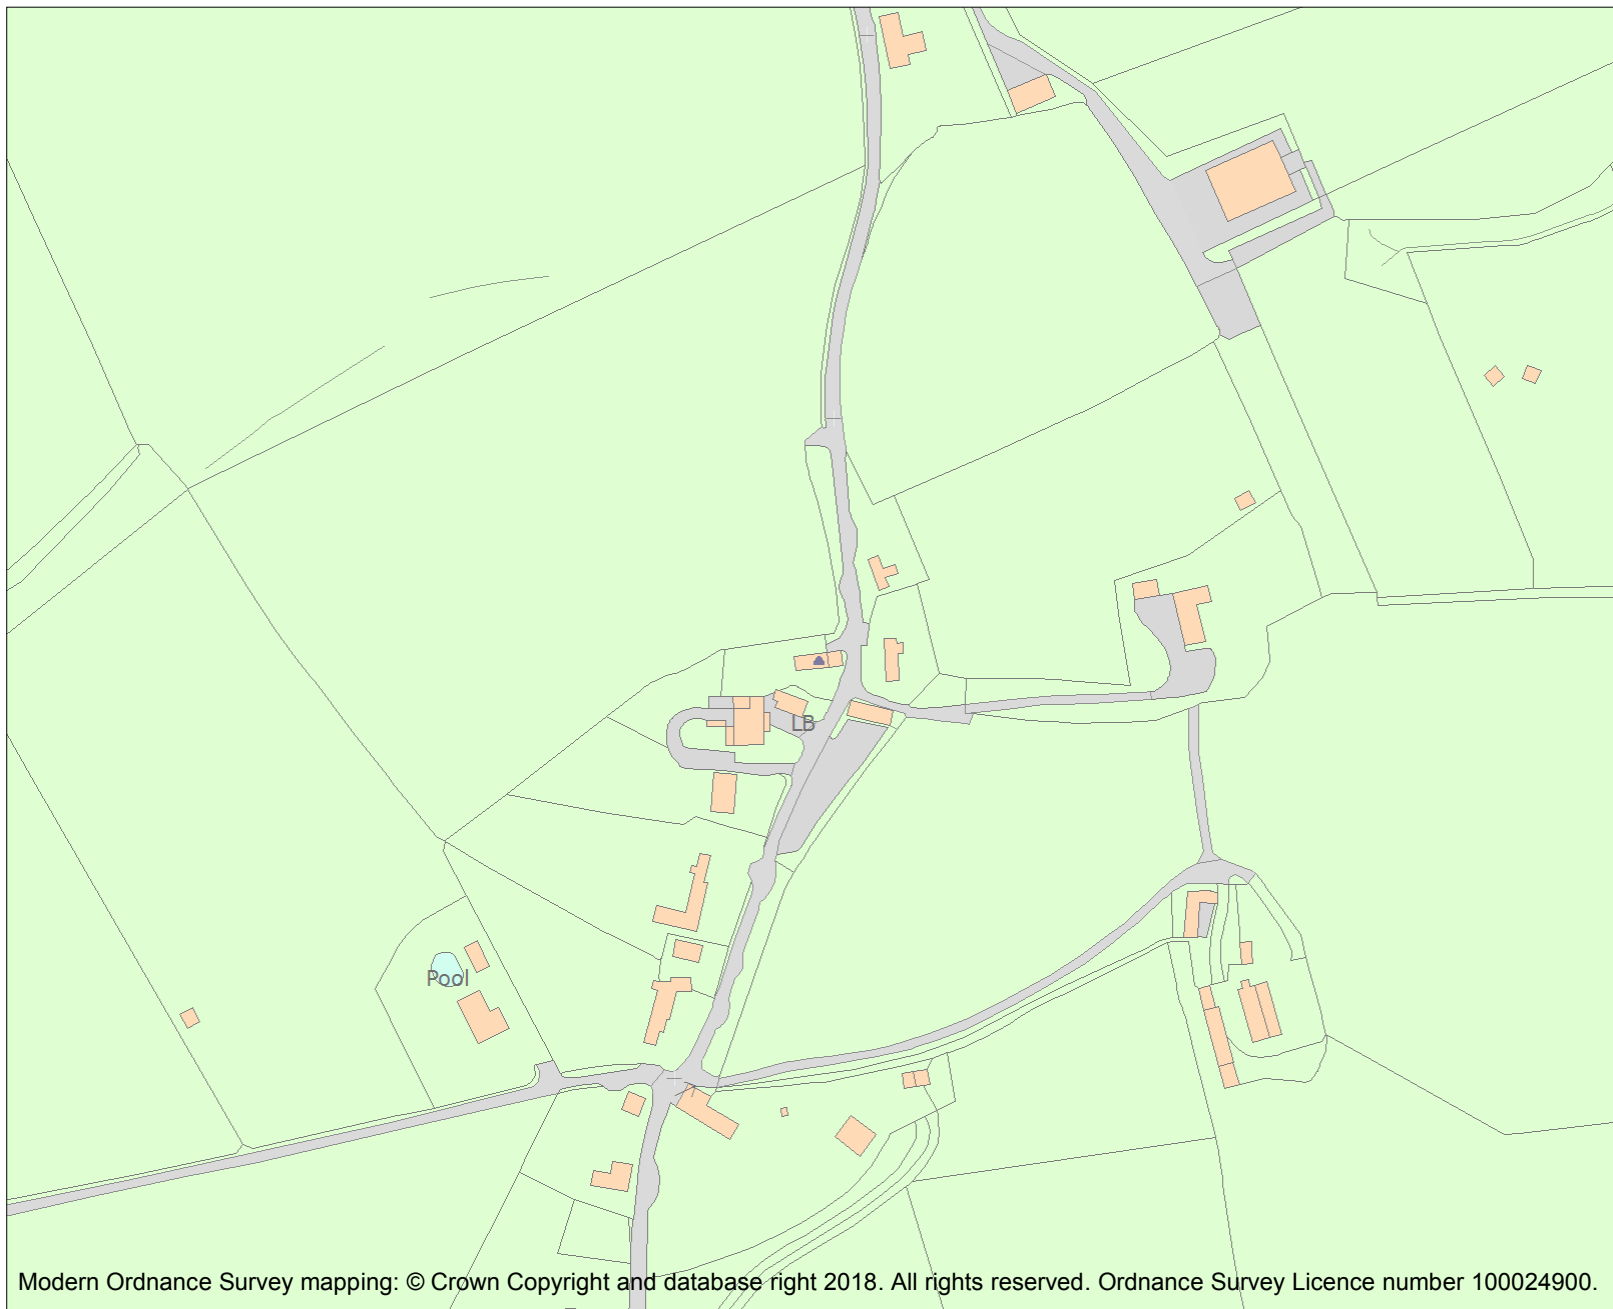 LB
Pool
Modern Ordnance Survey mapping: © Crown Copyright and database right 2018. All rights reserved. Ordnance Survey Licence number 100024900.